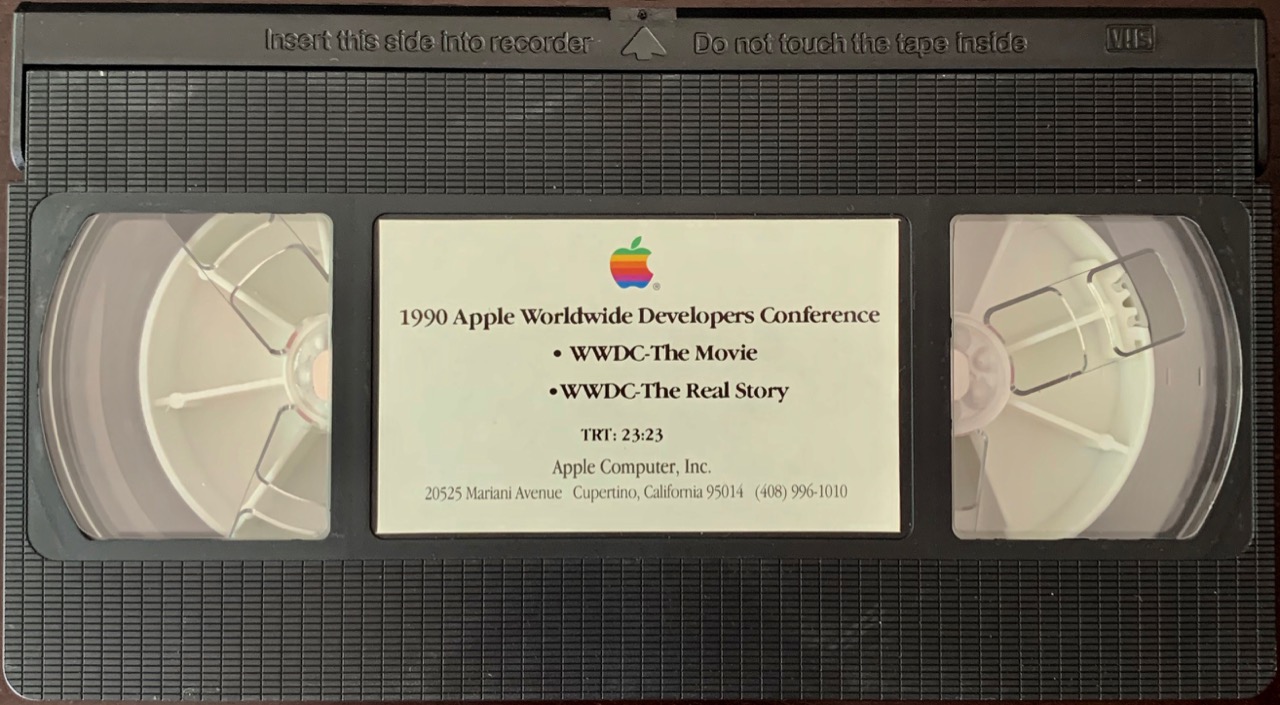 Insert this side into recorder Do not touch the tape inside VHS
1990 Apple Worldwide Developers Conference
• WWDC-The Movie
•WWDC-The Real Story
TRT: 23:23
Apple Computer, Inc.
20525 Mariani Avenue Cupertino, California 95014 (408) 996-1010